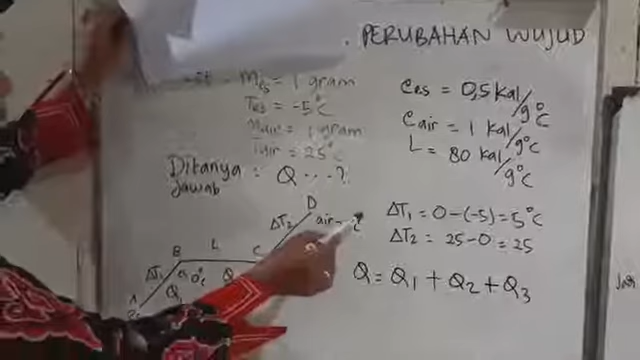 PERUBAHAN WUJUD
Mes = 1 gram
Tes = -5°C
Mair = 1 gram
Tair = 25°C
Ditanya : Q ...?
Jawab
Ces = 0,5 kal/g°C
Cair = 1 kal/g°C
L = 80 kal/g°C
ΔT1 = 0-(-5) = 5°C
ΔT2 = 25-0 = 25
Q = Q1 + Q2 + Q3
D
ΔT2 air
B L C
ΔT1 es 0° Q
A Q1